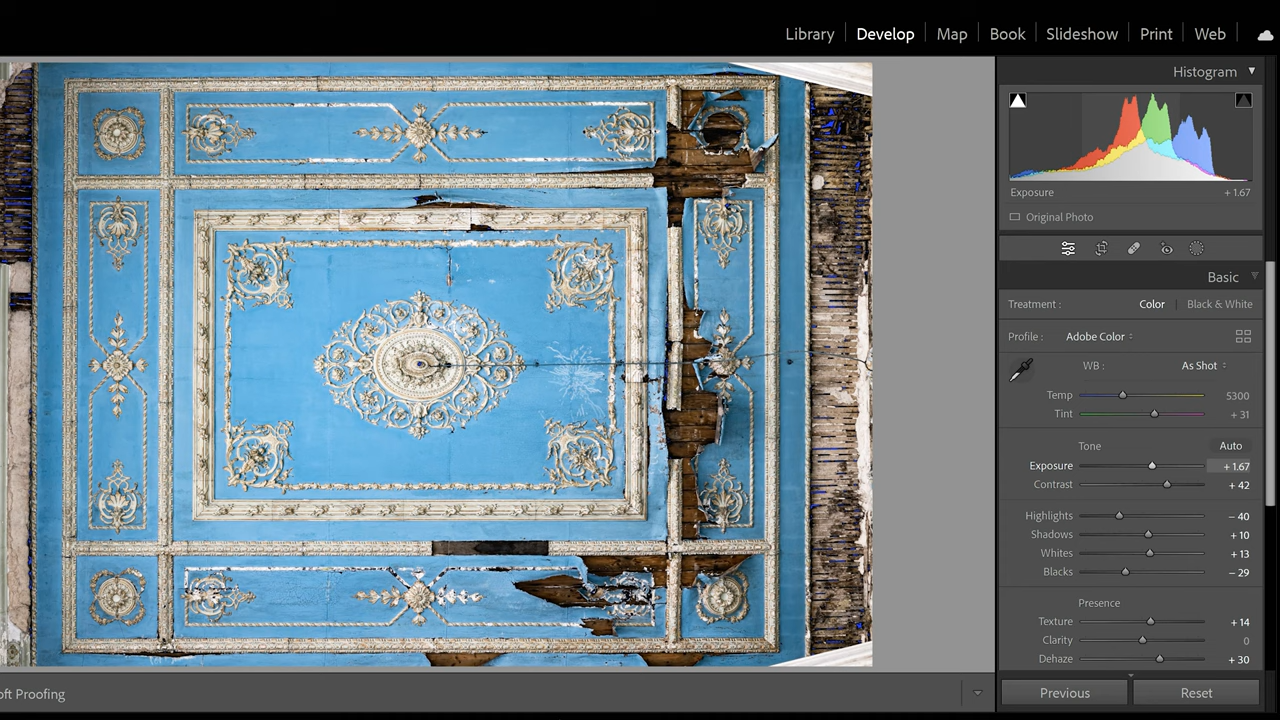 Library Develop Map Book Slideshow Print Web
Histogram
Exposure + 1.67
Original Photo
Basic
Treatment : Color Black & White
Profile : Adobe Color
WB : As Shot
Temp 5300
Tint + 31
Tone Auto
Exposure + 1.67
Contrast + 42
Highlights – 40
Shadows + 10
Whites + 13
Blacks – 29
Presence
Texture + 14
Clarity 0
Dehaze + 30
oft Proofing
Previous Reset